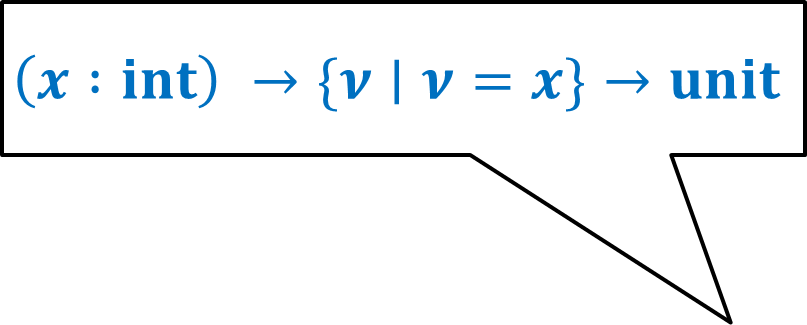 (x : int) → {ν | ν = x} → unit